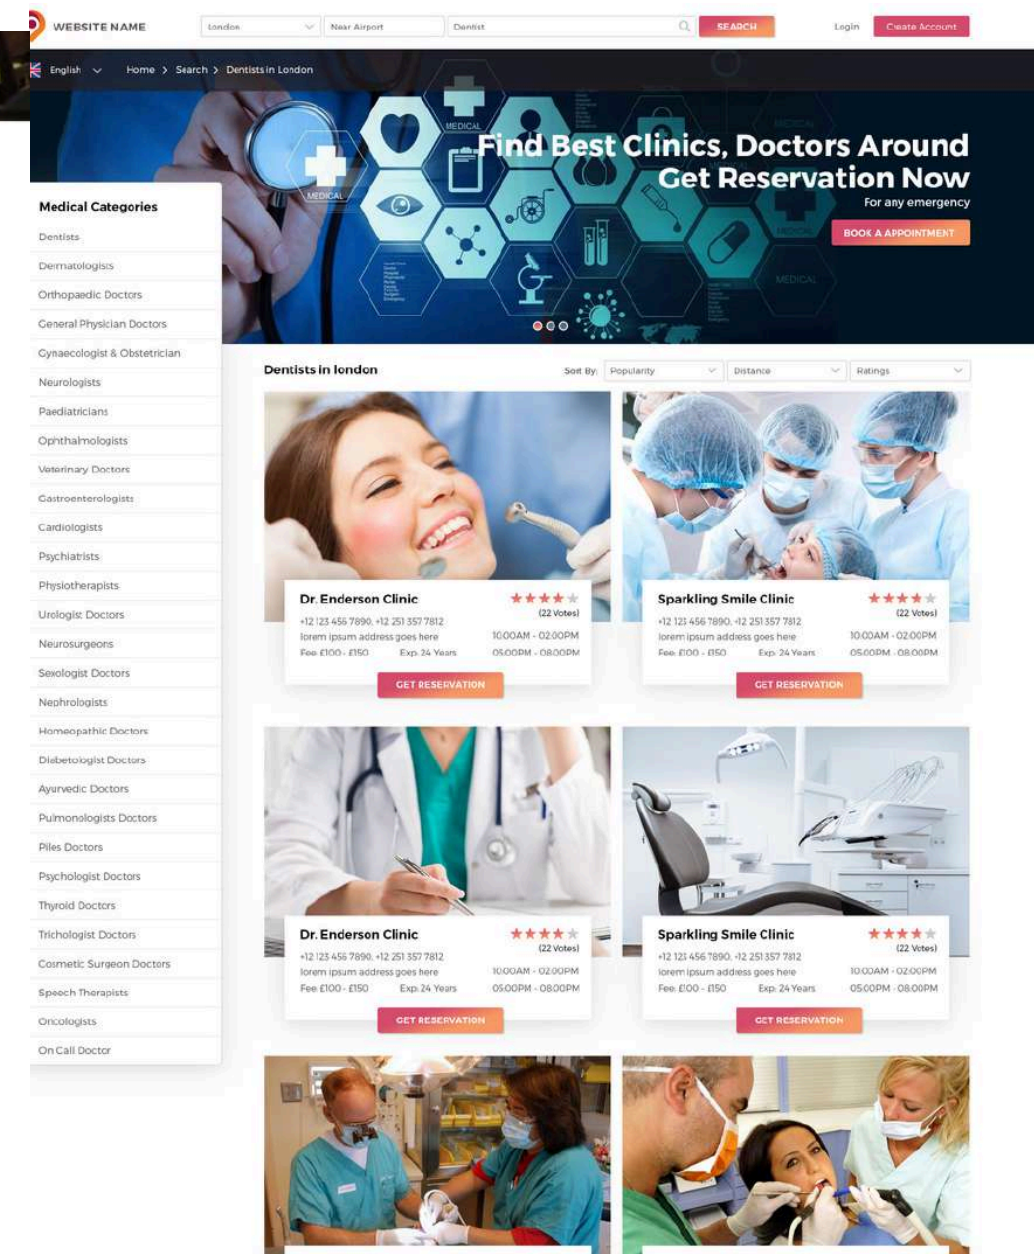 WEBSITE NAME
London
Near Airport
Dentist
SEARCH
Login
Create Account
English
Home > Search > Dentists in London
MEDICAL
MEDICAL
Find Best Clinics, Doctors Around
Get Reservation Now
For any emergency
BOOK A APPOINTMENT
MEDICAL
MEDICAL
Medical Categories
Dentists
Dermatologists
Orthopaedic Doctors
General Physician Doctors
Gynaecologist & Obstetrician
Neurologists
Paediatricians
Ophthalmologists
Veterinary Doctors
Gastroenterologists
Cardiologists
Psychiatrists
Physiotherapists
Urologist Doctors
Neurosurgeons
Sexologist Doctors
Nephrologists
Homeopathic Doctors
Diabetologist Doctors
Ayurvedic Doctors
Pulmonologists Doctors
Piles Doctors
Psychologist Doctors
Thyroid Doctors
Trichologist Doctors
Cosmetic Surgeon Doctors
Speech Therapists
Oncologists
On Call Doctor
Dentists in london
Sort By: Popularity Distance Ratings
Dr. Enderson Clinic
(22 Votes)
+12 123 456 7890, +12 251 357 7812
lorem ipsum address goes here 10:00AM - 02:00PM
Fee: £100 - £150 Exp: 24 Years 05:00PM - 08:00PM
GET RESERVATION
Sparkling Smile Clinic
(22 Votes)
+12 123 456 7890, +12 251 357 7812
lorem ipsum address goes here 10:00AM - 02:00PM
Fee: £100 - £150 Exp: 24 Years 05:00PM - 08:00PM
GET RESERVATION
Dr. Enderson Clinic
(22 Votes)
+12 123 456 7890, +12 251 357 7812
lorem ipsum address goes here 10:00AM - 02:00PM
Fee: £100 - £150 Exp: 24 Years 05:00PM - 08:00PM
GET RESERVATION
Sparkling Smile Clinic
(22 Votes)
+12 123 456 7890, +12 251 357 7812
lorem ipsum address goes here 10:00AM - 02:00PM
Fee: £100 - £150 Exp: 24 Years 05:00PM - 08:00PM
GET RESERVATION